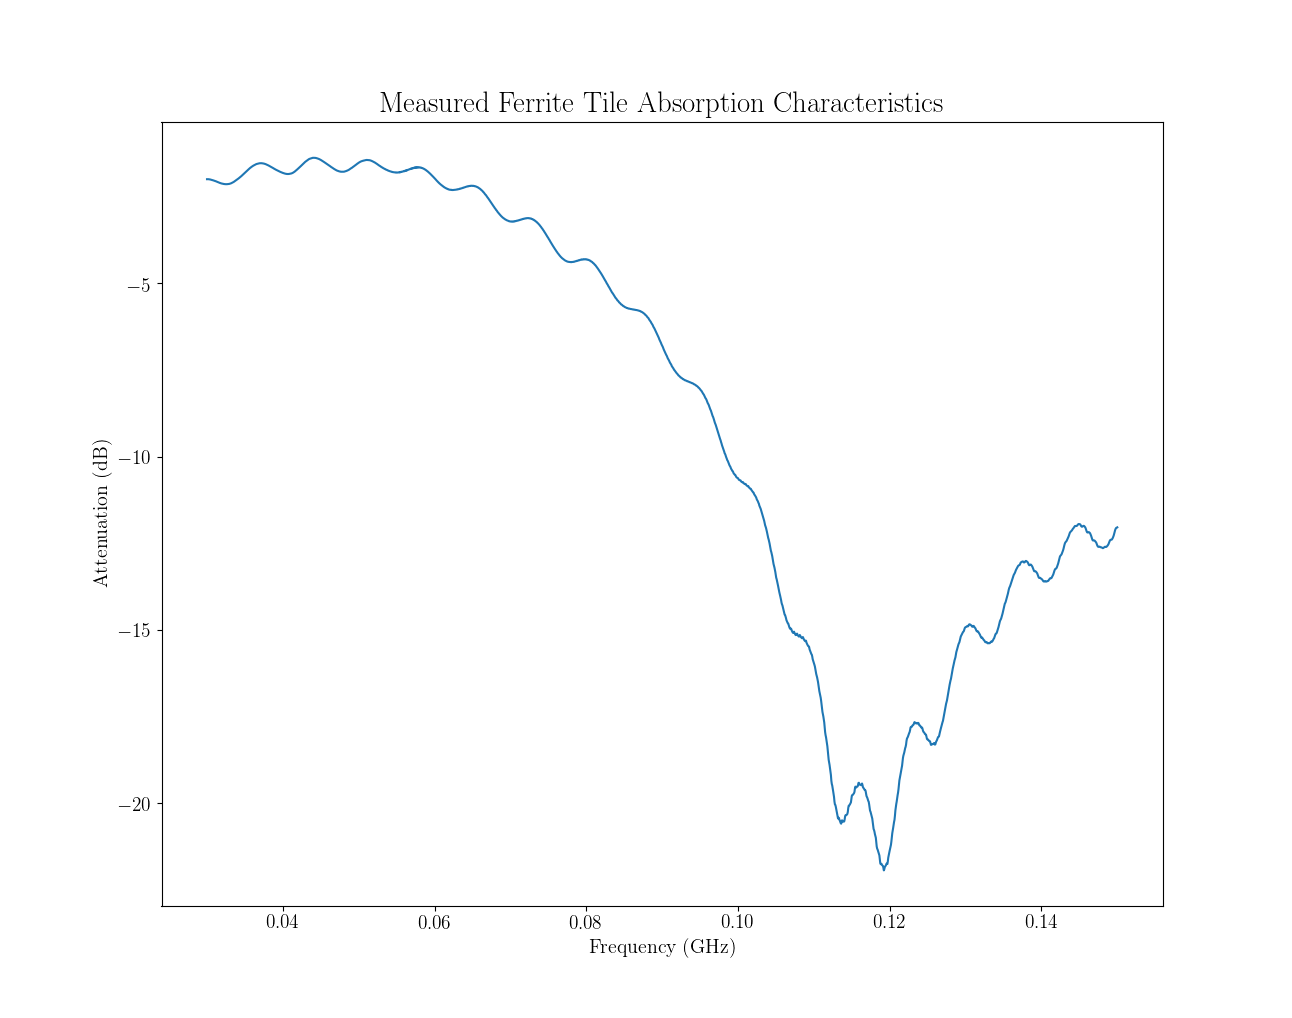 Measured Ferrite Tile Absorption Characteristics
Attenuation (dB)
−5
−10
−15
−20
0.04 0.06 0.08 0.10 0.12 0.14
Frequency (GHz)